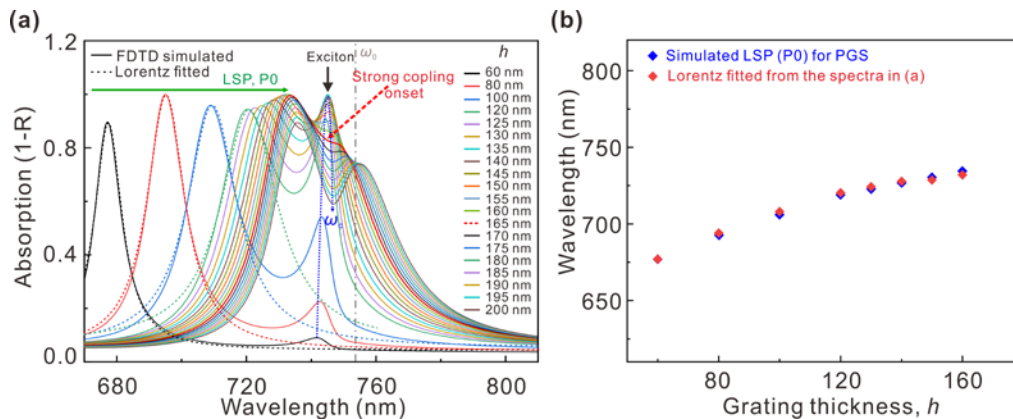 (a)
1.2
FDTD simulated
Lorentz fitted
LSP, P0
Exciton
ω₀
h
Strong copling
onset
60 nm
80 nm
100 nm
120 nm
125 nm
130 nm
135 nm
140 nm
145 nm
150 nm
155 nm
160 nm
165 nm
170 nm
175 nm
180 nm
185 nm
190 nm
195 nm
200 nm
0.8
0.4
0.0
Absorption (1-R)
680
720
760
800
Wavelength (nm)
(b)
Simulated LSP (P0) for PGS
Lorentz fitted from the spectra in (a)
800
750
700
650
Wavelength (nm)
80
120
160
Grating thickness, h